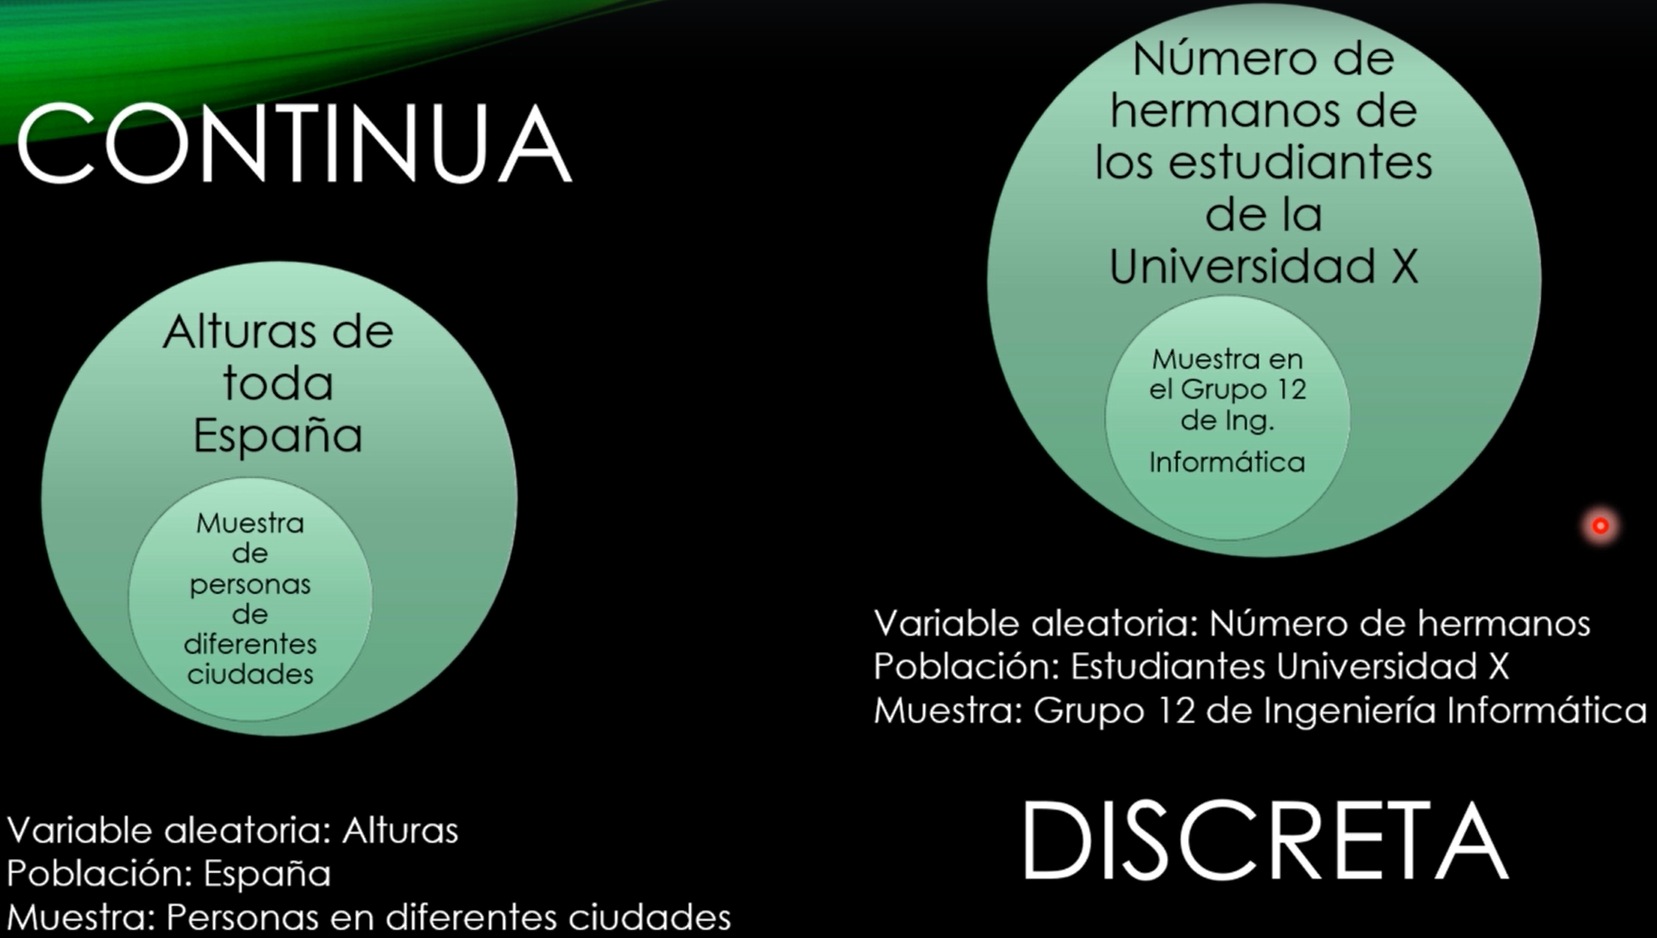 CONTINUA
Alturas de
toda
España
Muestra
de
personas
de
diferentes
ciudades
Variable aleatoria: Alturas
Población: España
Muestra: Personas en diferentes ciudades
Número de
hermanos de
los estudiantes
de la
Universidad X
Muestra en
el Grupo 12
de Ing.
Informática
Variable aleatoria: Número de hermanos
Población: Estudiantes Universidad X
Muestra: Grupo 12 de Ingeniería Informática
DISCRETA